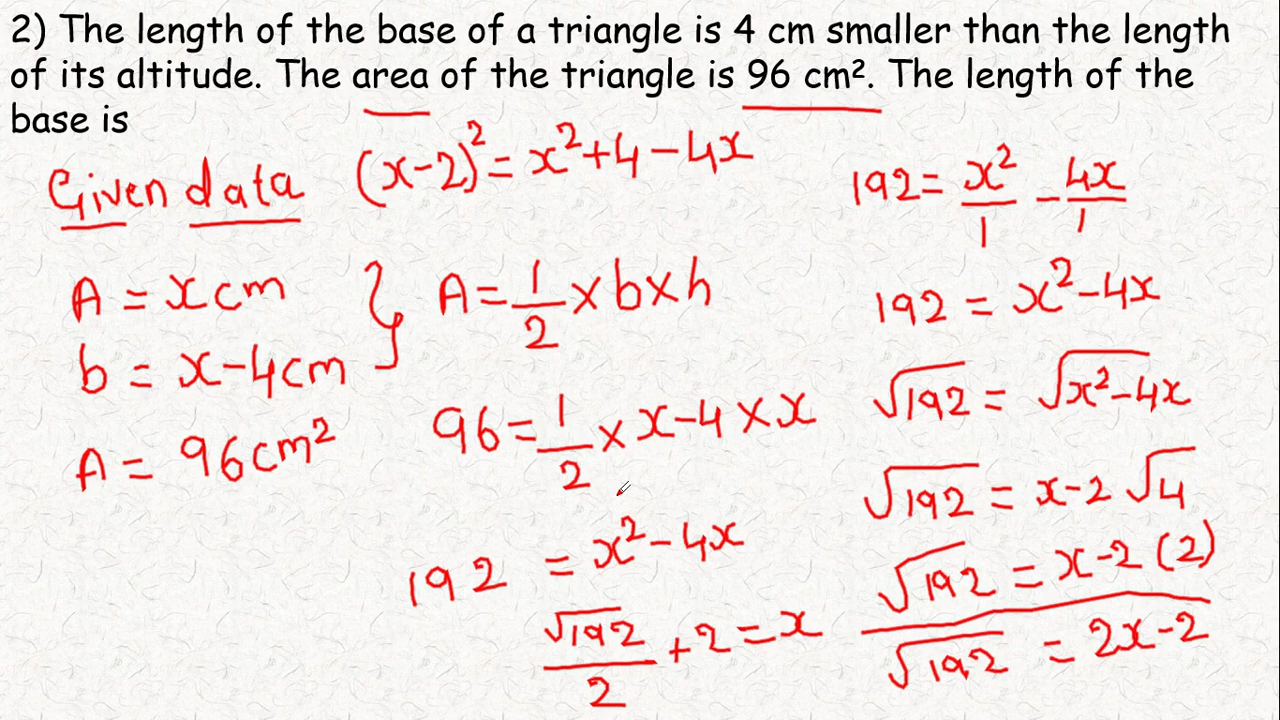 2) The length of the base of a triangle is 4 cm smaller than the length
of its altitude. The area of the triangle is 96 cm². The length of the
base is
(x-2)² = x²+4-4x
Given data
A = x cm
b = x-4cm
A = 96cm²
A = 1/2 × b × h
96 = 1/2 × x-4 × x
192 = x²-4x
√192/2 + 2 = x
192 = x²/1 - 4x/1
192 = x²-4x
√192 = √x²-4x
√192 = x-2 √4
√192 = x-2 (2)
√192 = 2x-2